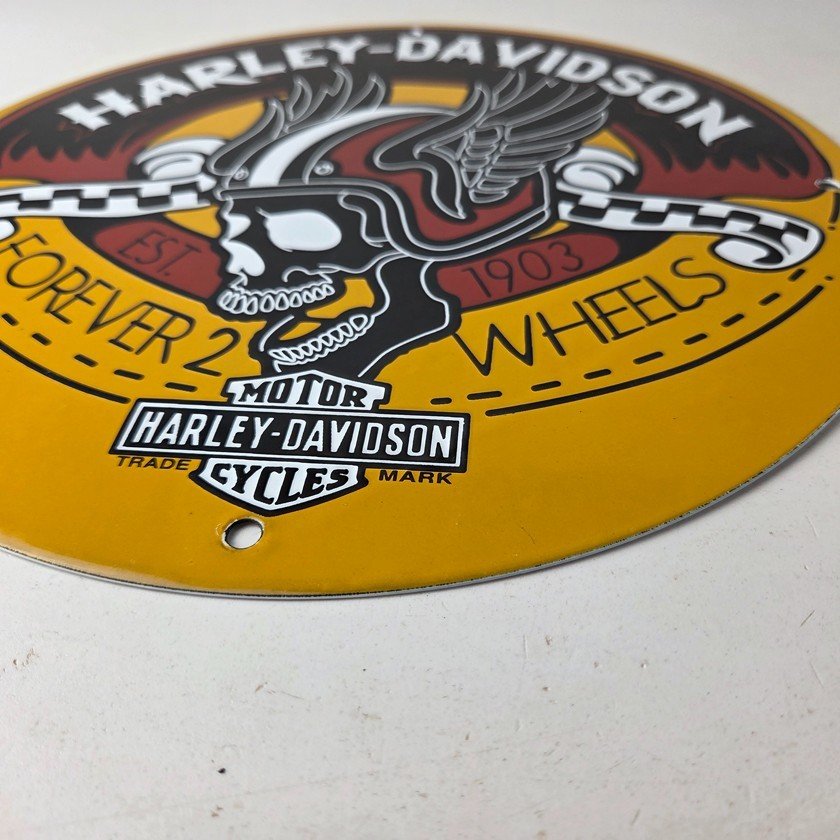 HARLEY-DAVIDSON
EST. 1903
FOREVER 2 WHEELS
MOTOR
HARLEY-DAVIDSON
TRADE MARK
CYCLES